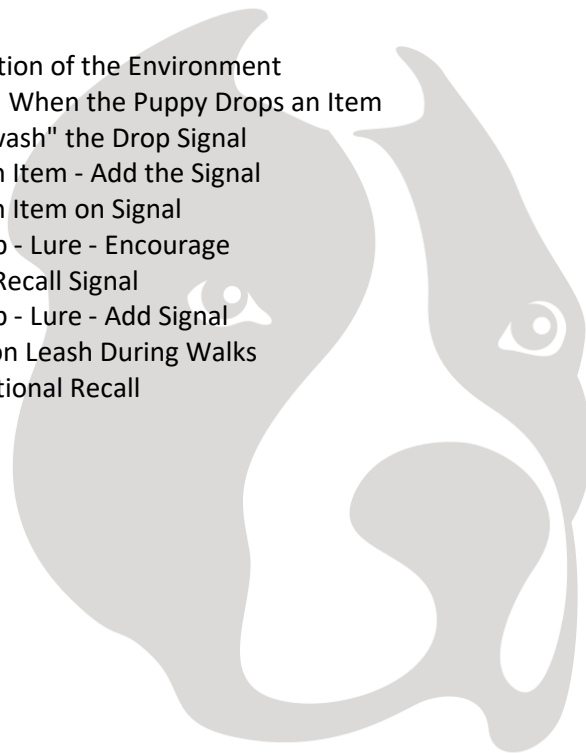 tion of the Environment
When the Puppy Drops an Item
wash" the Drop Signal
Item - Add the Signal
Item on Signal
- Lure - Encourage
Recall Signal
- Lure - Add Signal
on Leash During Walks
tional Recall